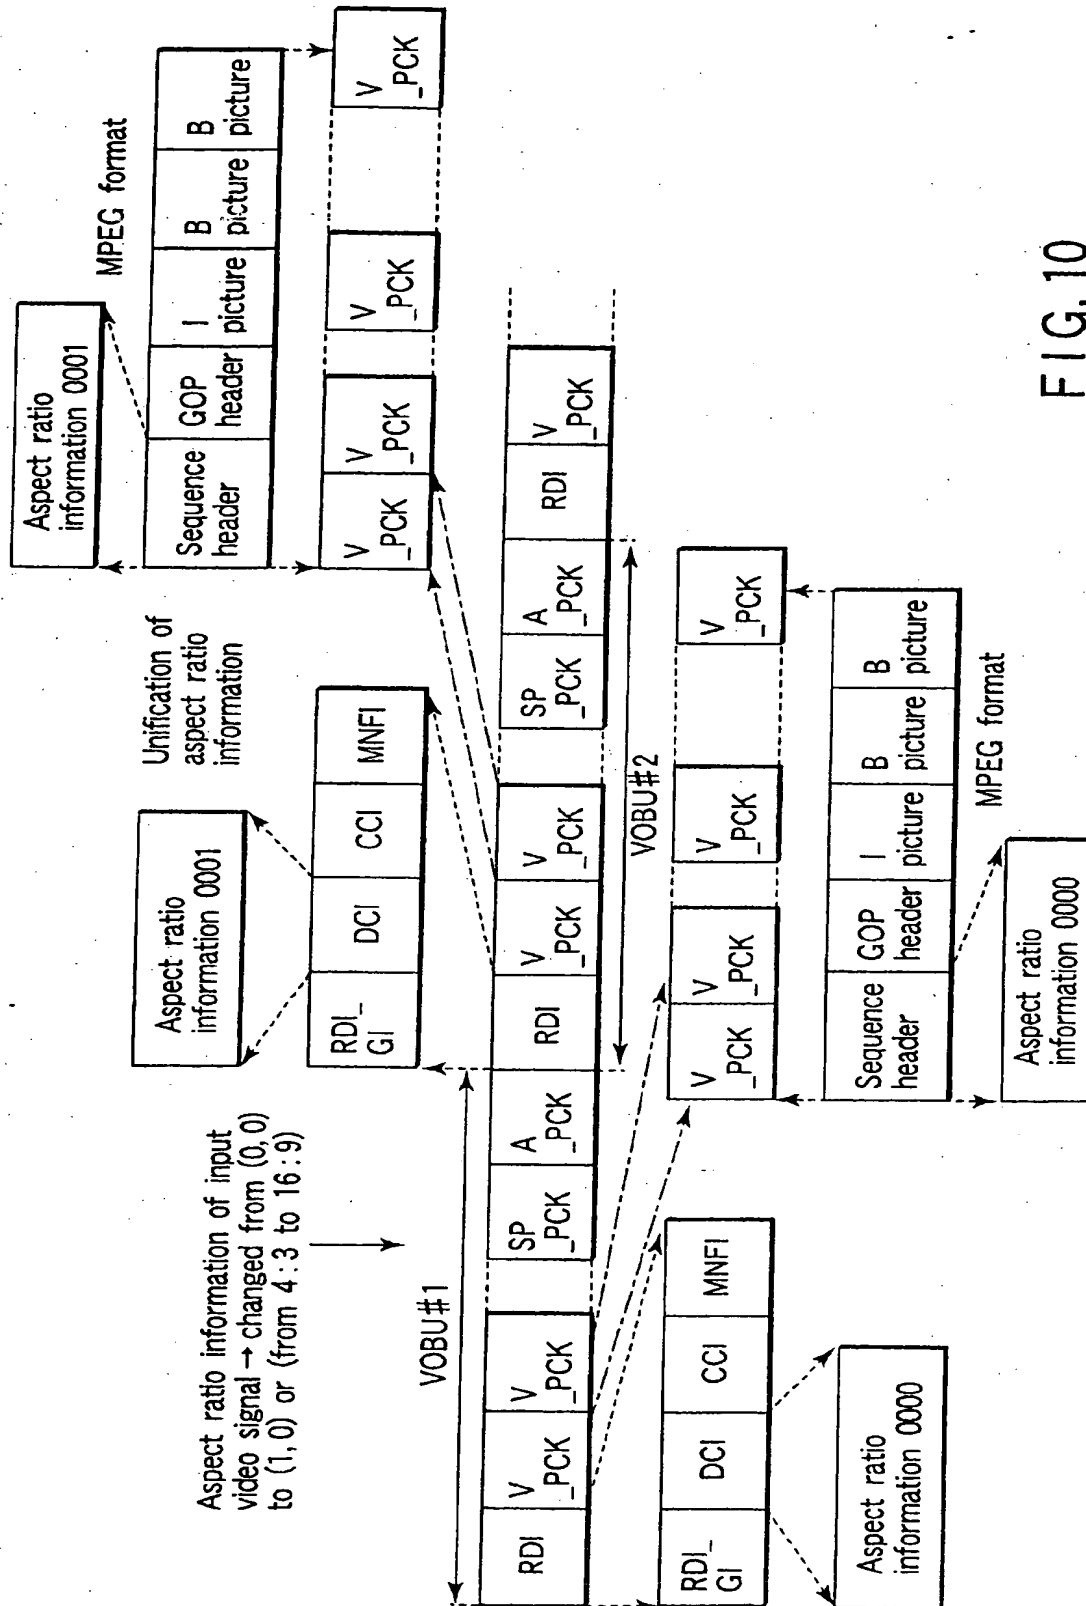 Aspect ratio
information 0001
MPEG format
Sequence
header
GOP
header
I
picture
B
picture
B
picture
V
_PCK
V
_PCK
V
_PCK
V
_PCK
Unification of
aspect ratio
information
Aspect ratio
information 0001
RDI_
GI
DCI
CCI
MNFI
Aspect ratio information of input
video signal → changed from (0, 0)
to (1, 0) or (from 4 : 3 to 16 : 9)
VOBU#1
RDI
V
_PCK
V
_PCK
SP
_PCK
A
_PCK
RDI
V
_PCK
V
_PCK
SP
_PCK
A
_PCK
RDI
V
_PCK
VOBU#2
RDI_
GI
DCI
CCI
MNFI
Aspect ratio
information 0000
V
_PCK
V
_PCK
V
_PCK
V
_PCK
Sequence
header
GOP
header
I
picture
B
picture
B
picture
MPEG format
Aspect ratio
information 0000
FIG. 10